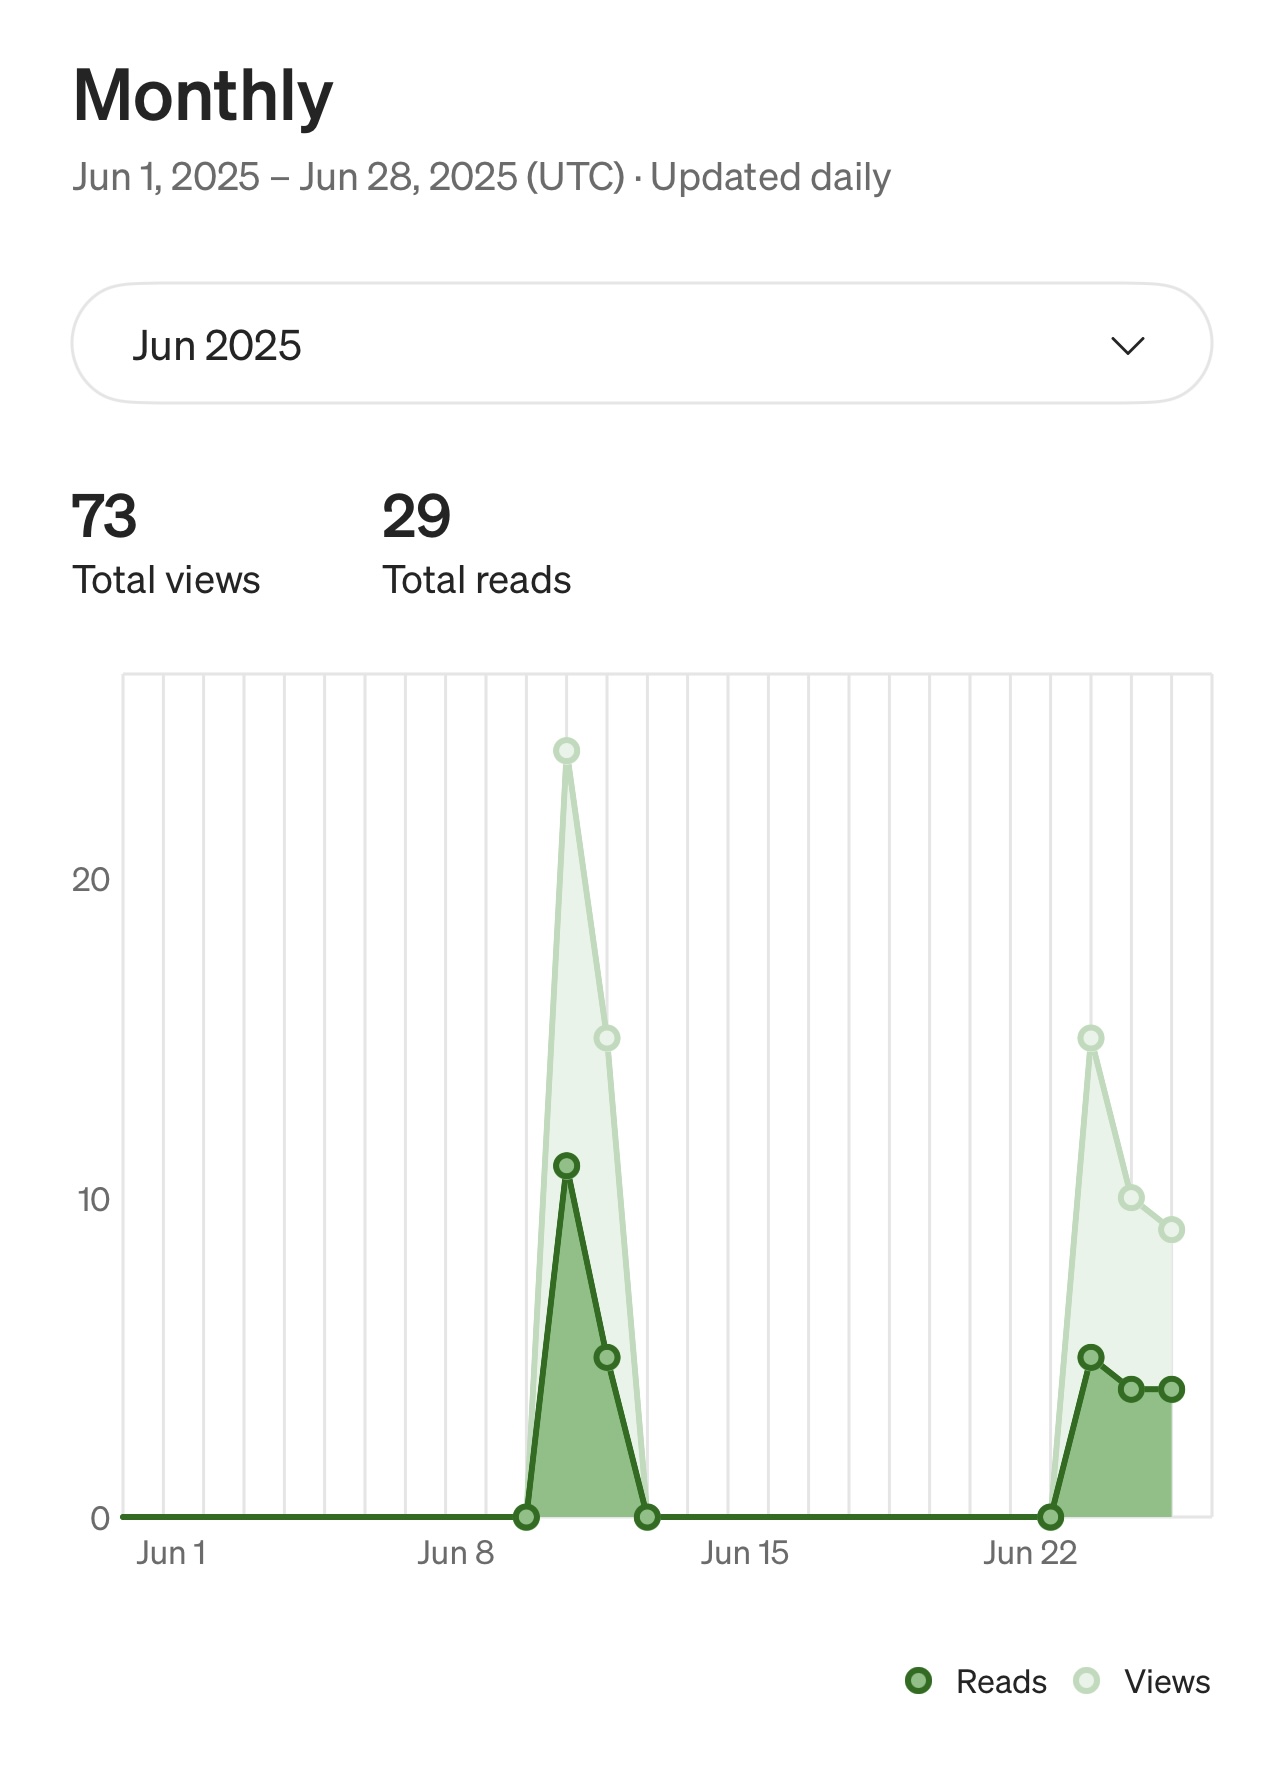 Monthly
Jun 1, 2025 – Jun 28, 2025 (UTC) · Updated daily
Jun 2025
73 29
Total views Total reads
20
10
0
Jun 1 Jun 8 Jun 15 Jun 22
Reads Views